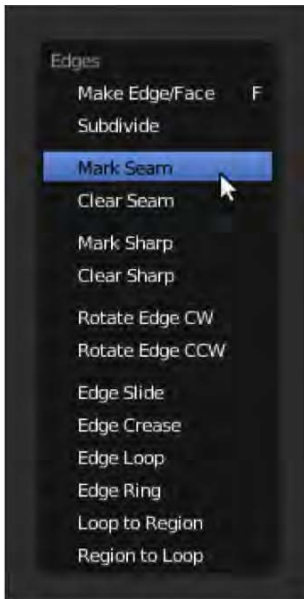 Edges
Make Edge/Face F
Subdivide
Mark Seam
Clear Seam
Mark Sharp
Clear Sharp
Rotate Edge CW
Rotate Edge CCW
Edge Slide
Edge Crease
Edge Loop
Edge Ring
Loop to Region
Region to Loop